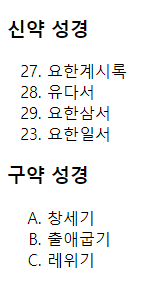 신약 성경
27. 요한계시록
28. 유다서
29. 요한삼서
23. 요한일서
구약 성경
A. 창세기
B. 출애굽기
C. 레위기